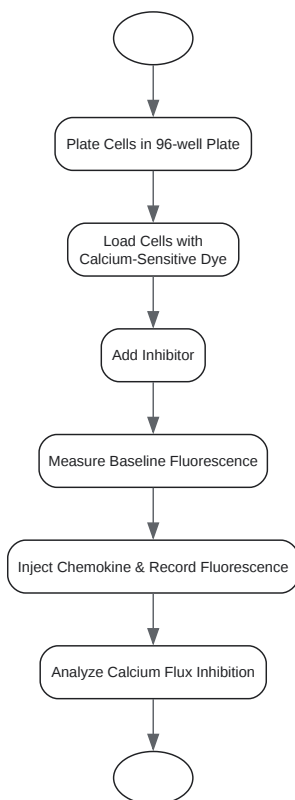 Plate Cells in 96-well Plate
Load Cells with
Calcium-Sensitive Dye
Add Inhibitor
Measure Baseline Fluorescence
Inject Chemokine & Record Fluorescence
Analyze Calcium Flux Inhibition